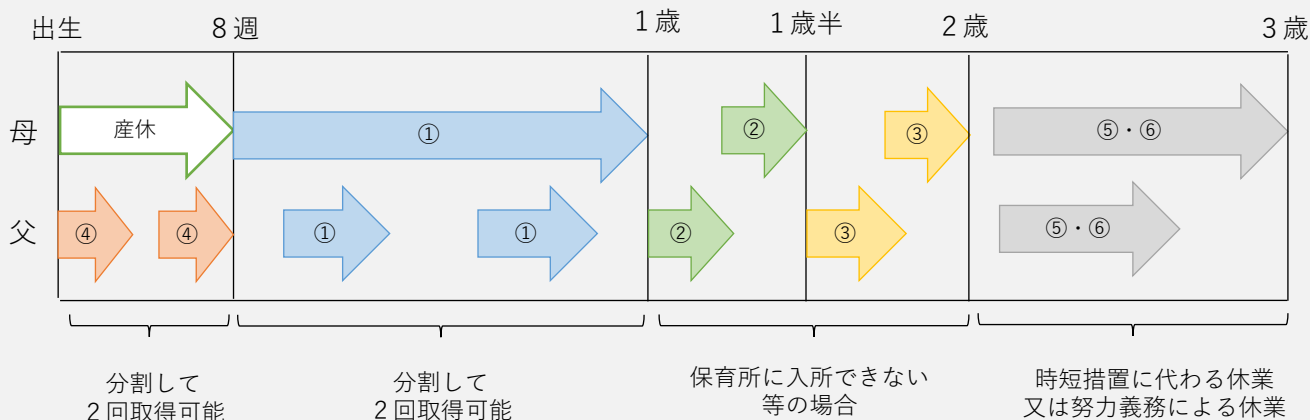 出生
8週
1歳
1歳半
2歳
3歳
母
産休
①
②
③
⑤・⑥
父
④
④
①
①
②
③
⑤・⑥
分割して
2回取得可能
分割して
2回取得可能
保育所に入所できない
等の場合
時短措置に代わる休業
又は努力義務による休業